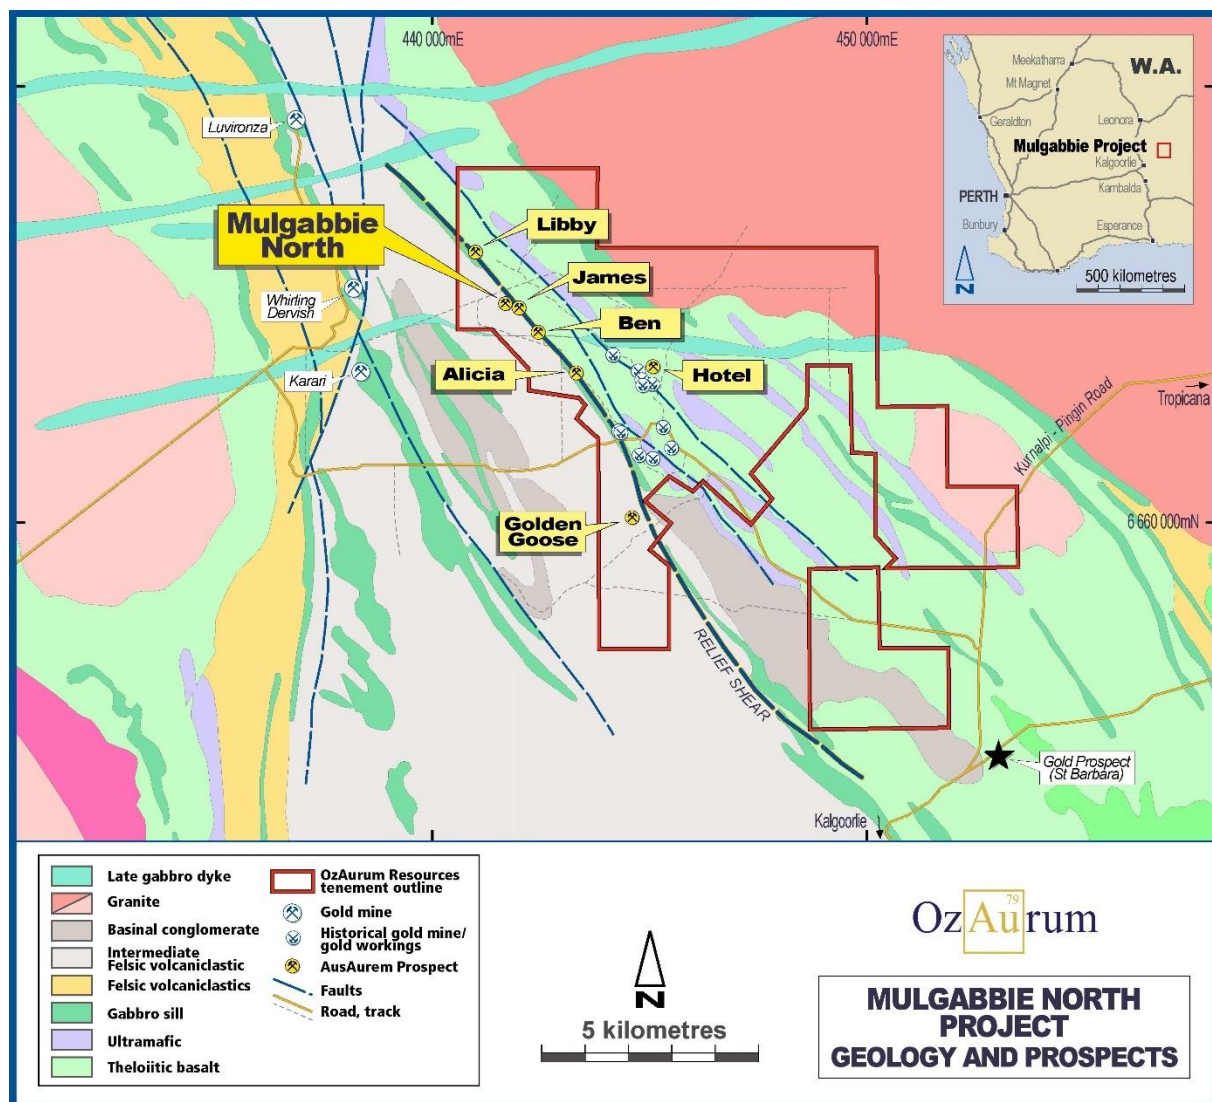 440 000mE
450 000mE
Luvironza
Mulgabbie
North
Libby
James
Ben
Whirling
Dervish
Alicia
Hotel
Karari
Golden
Goose
RELIEF SHEAR
Kurnalpi - Pingin Road
Tropicana
6 660 000mN
Gold Prospect
(St Barbara)
Kalgoorlie
Meekatharra
W.A.
Mt Magnet
Geraldton
Leonora
Mulgabbie Project
Kalgoorlie
PERTH
Kambalda
Bunbury
Esperance
N
500 kilometres
Late gabbro dyke
Granite
Basinal conglomerate
Intermediate
Felsic volcaniclastic
Felsic volcaniclastics
Gabbro sill
Ultramafic
Theloiitic basalt
OzAurum Resources
tenement outline
Gold mine
Historical gold mine/
gold workings
AusAurem Prospect
Faults
Road, track
N
5 kilometres
79
OzAurum
MULGABBIE NORTH
PROJECT
GEOLOGY AND PROSPECTS